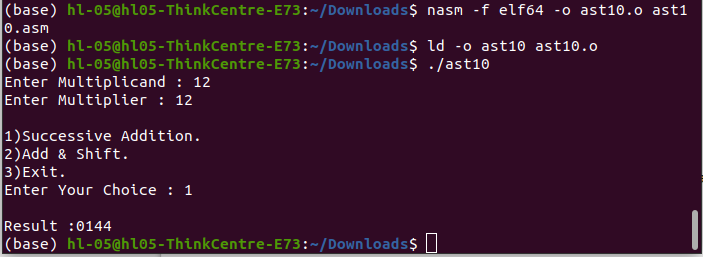 (base) hl-05@hl05-ThinkCentre-E73:~/Downloads$ nasm -f elf64 -o ast10.o ast1
0.asm
(base) hl-05@hl05-ThinkCentre-E73:~/Downloads$ ld -o ast10 ast10.o
(base) hl-05@hl05-ThinkCentre-E73:~/Downloads$ ./ast10
Enter Multiplicand : 12
Enter Multiplier : 12

1)Successive Addition.
2)Add & Shift.
3)Exit.
Enter Your Choice : 1

Result :0144
(base) hl-05@hl05-ThinkCentre-E73:~/Downloads$